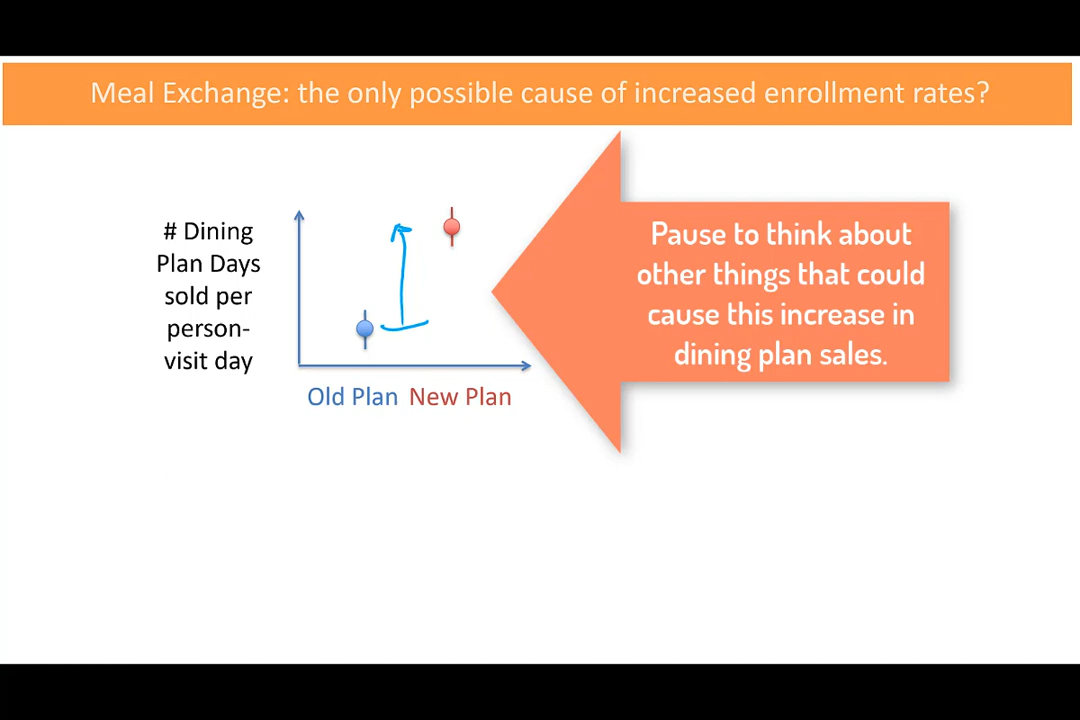 Meal Exchange: the only possible cause of increased enrollment rates?
# Dining
Plan Days
sold per
person-
visit day
Old Plan New Plan
Pause to think about
other things that could
cause this increase in
dining plan sales.